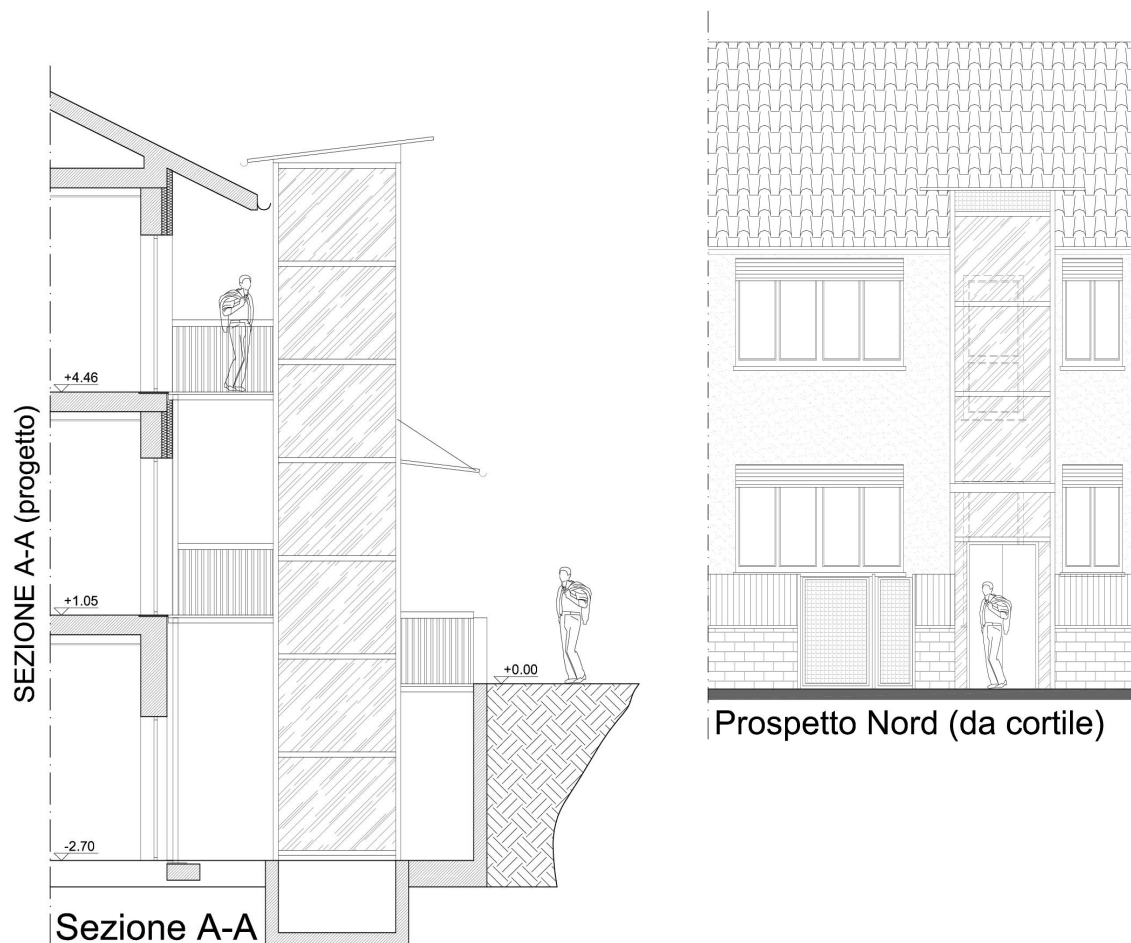 SEZIONE A-A (progetto)
+4.46
+1.05
+0.00
-2.70
Sezione A-A
Prospetto Nord (da cortile)